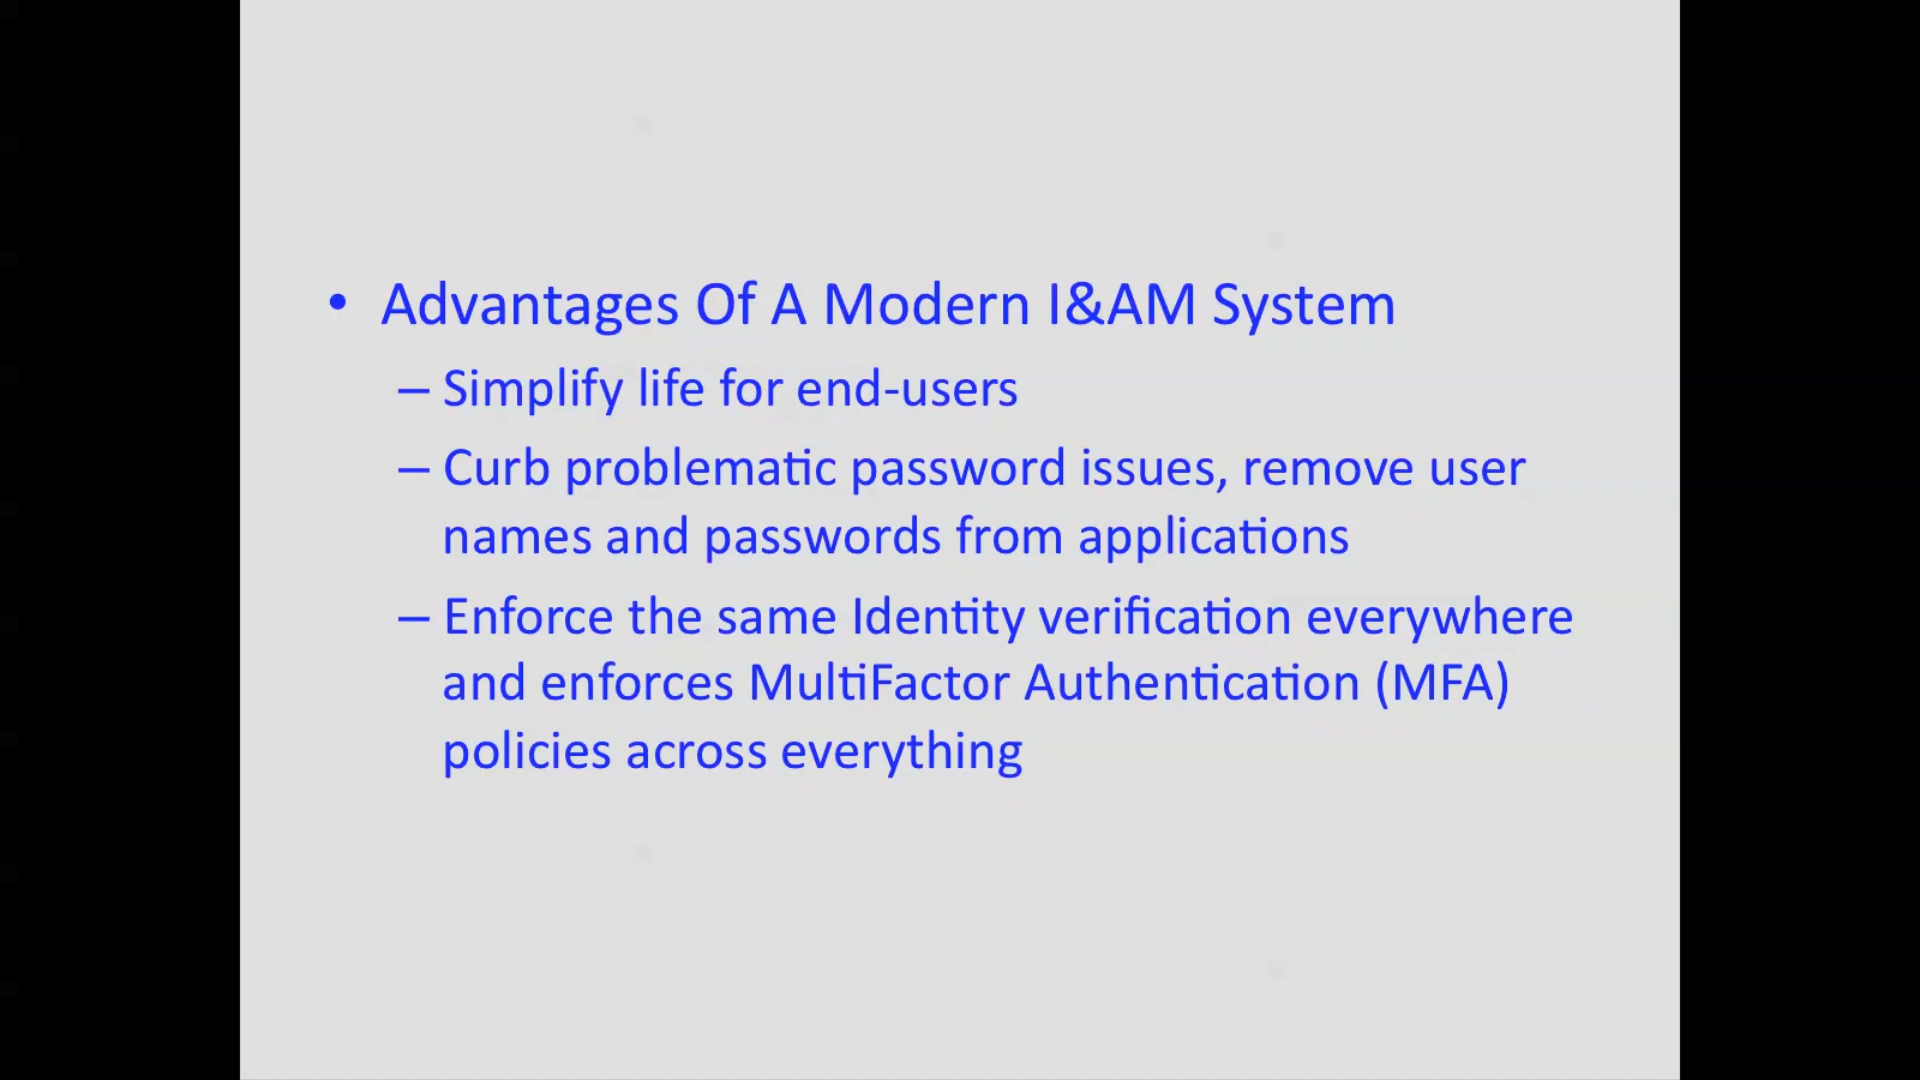 • Advantages Of A Modern I&AM System
– Simplify life for end-users
– Curb problematic password issues, remove user
names and passwords from applications
– Enforce the same Identity verification everywhere
and enforces MultiFactor Authentication (MFA)
policies across everything